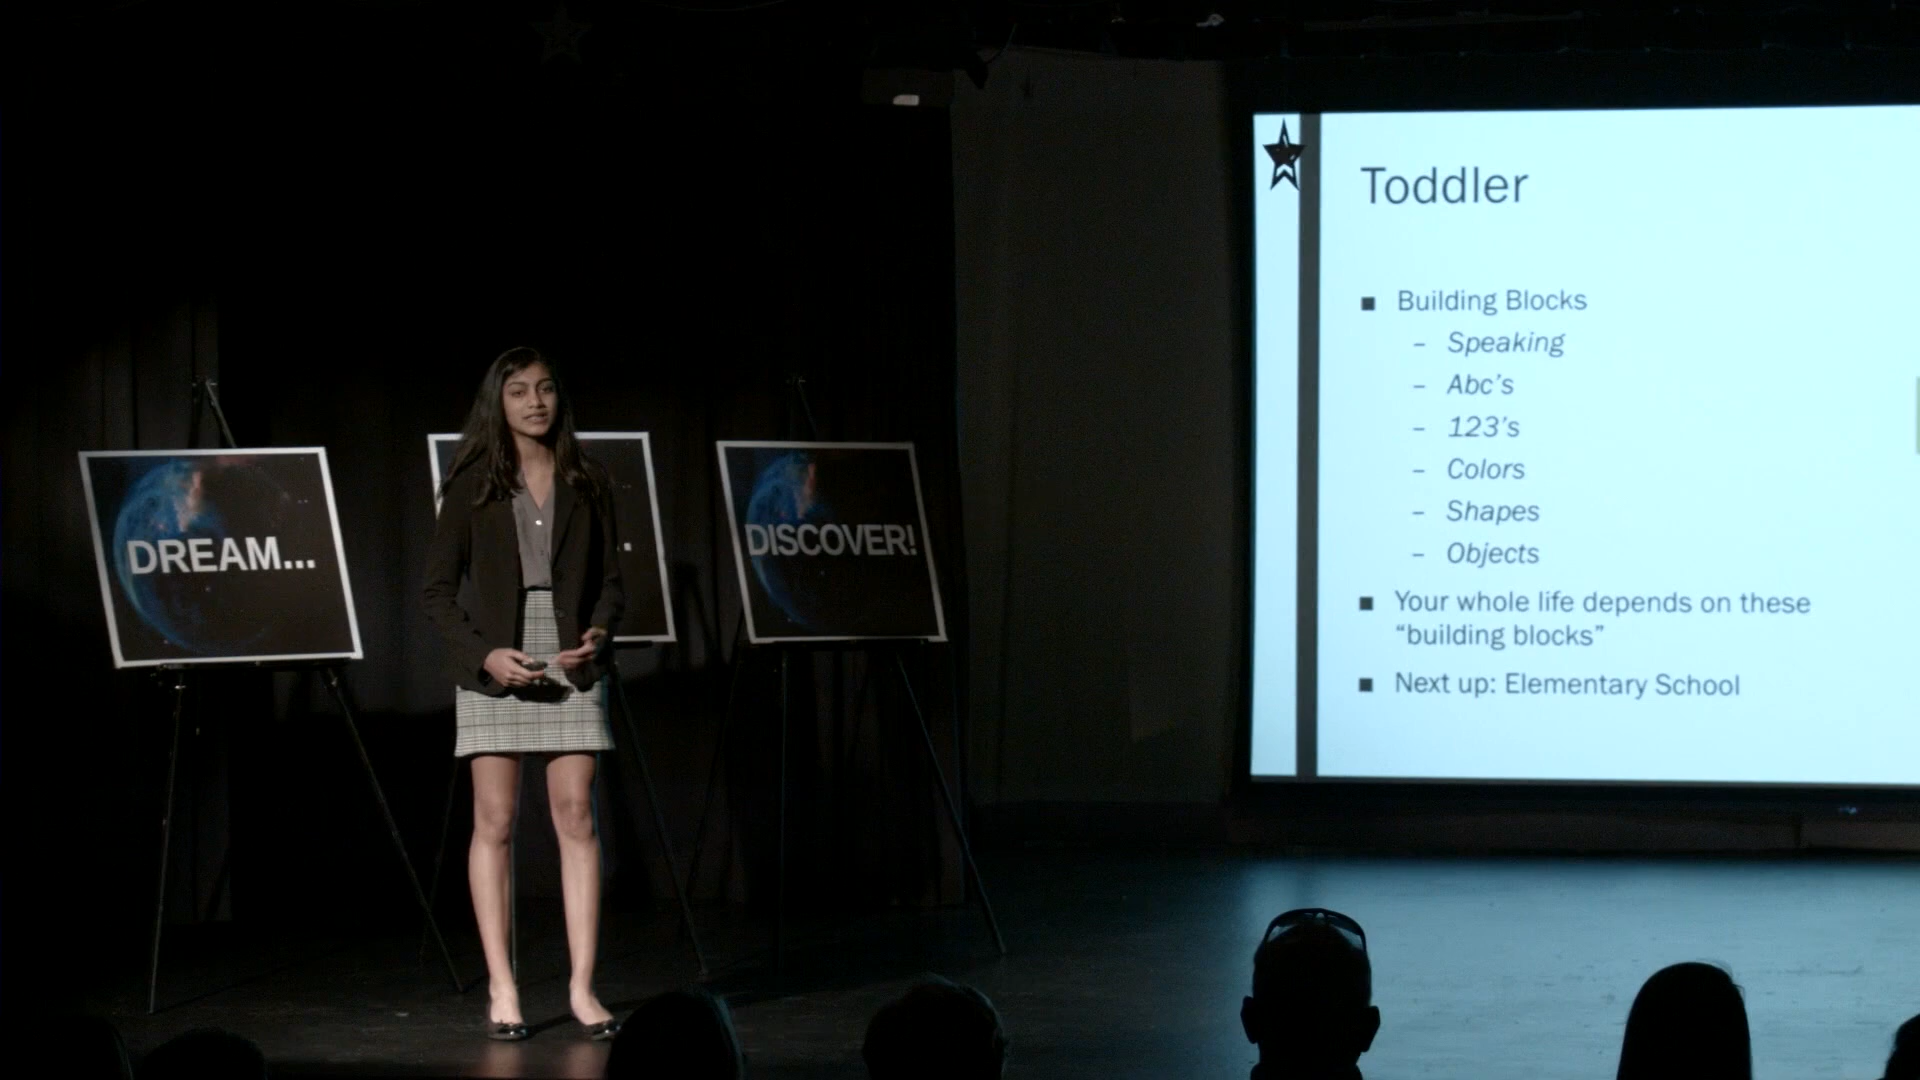 DREAM...
DISCOVER!
Toddler
▪ Building Blocks
– Speaking
– Abc's
– 123's
– Colors
– Shapes
– Objects
▪ Your whole life depends on these
“building blocks”
▪ Next up: Elementary School